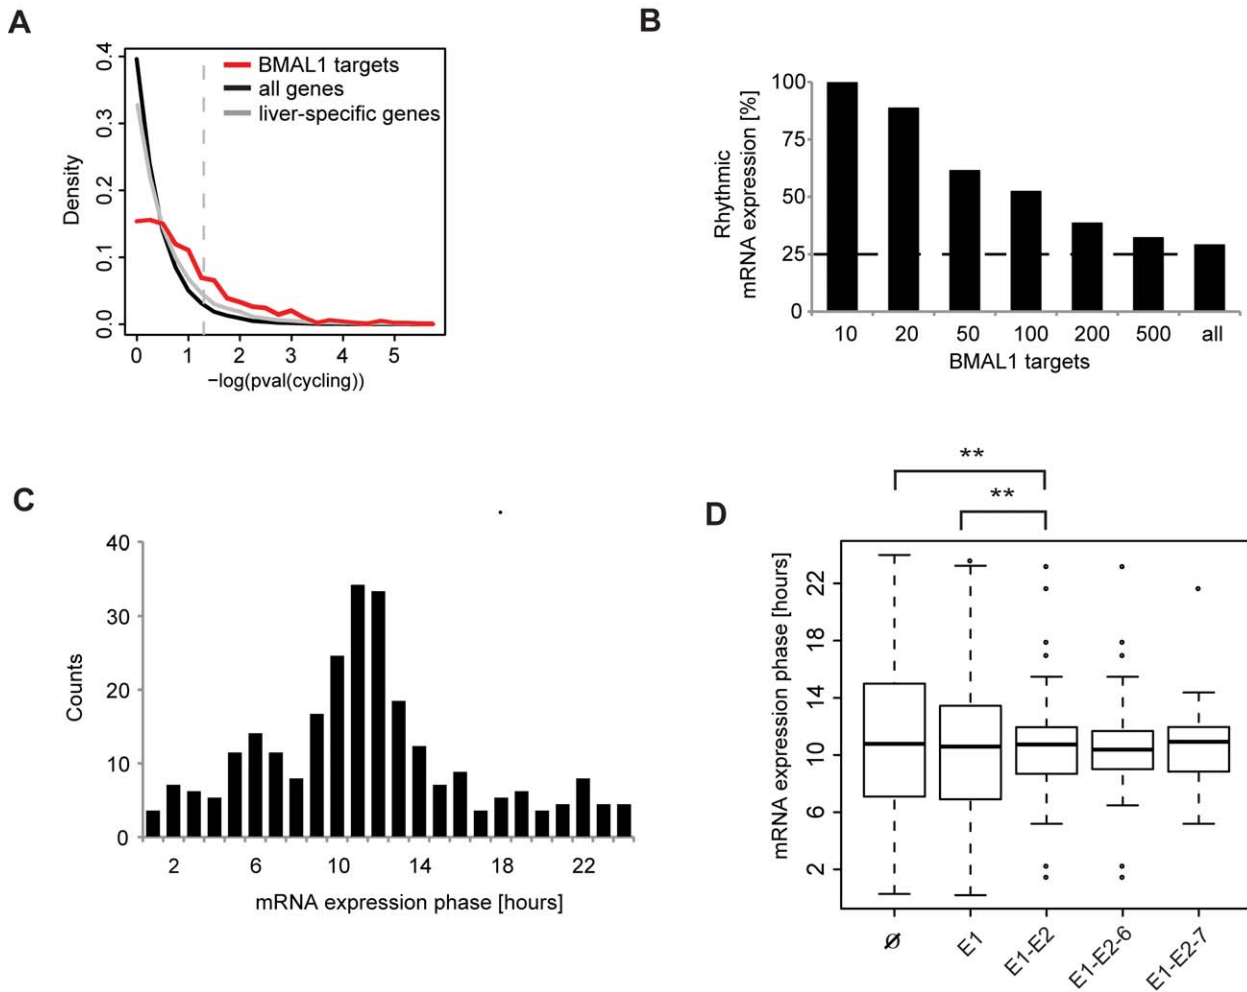 A
0.4
0.3
0.2
0.1
0.0
Density
BMAL1 targets
all genes
liver-specific genes
0 1 2 3 4 5
−log(pval(cycling))
B
100
75
50
25
0
Rhythmic
mRNA expression [%]
10 20 50 100 200 500 all
BMAL1 targets
C
40
30
20
10
0
Counts
2 6 10 14 18 22
mRNA expression phase [hours]
D
**
**
22
18
14
10
6
2
mRNA expression phase [hours]
Ø E1 E1-E2 E1-E2-6 E1-E2-7